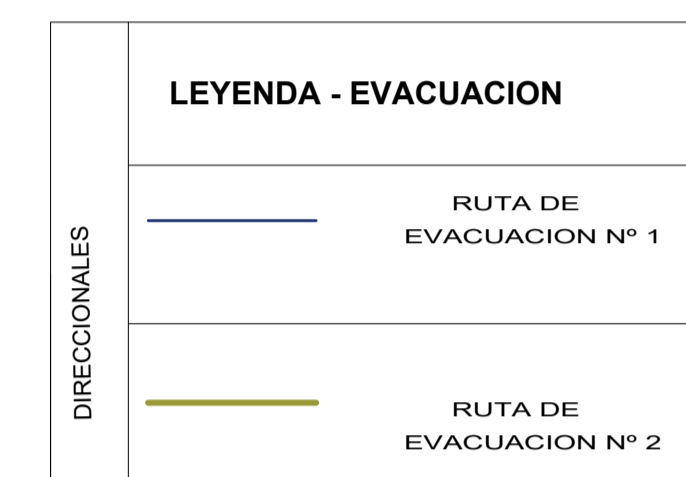 LEYENDA - EVACUACION
DIRECCIONALES
RUTA DE
EVACUACION Nº 1
RUTA DE
EVACUACION Nº 2